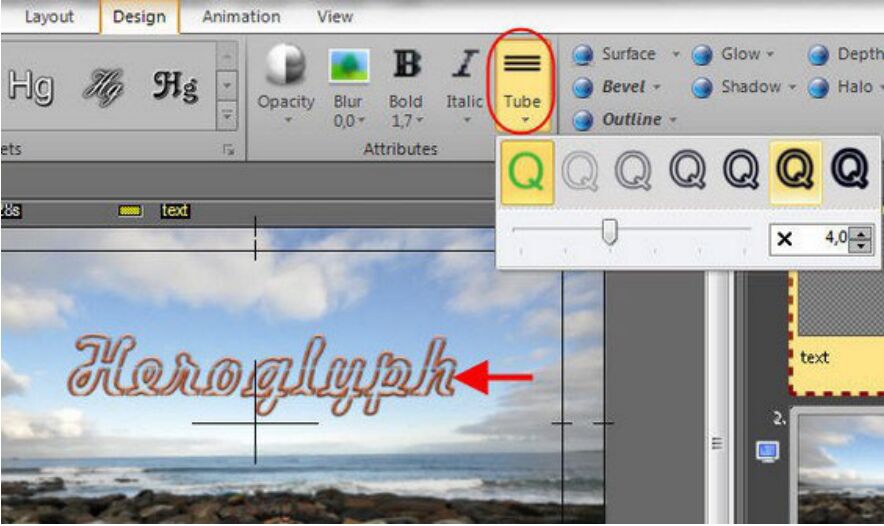 Layout Design Animation View
Hg Hg Hg
Opacity Blur Bold Italic Tube
0,0 1,7
Attributes
Surface Glow Depth
Bevel Shadow Halo
Outline
Q Q Q Q Q Q Q
4,0
text
Heroglyph
text
2.